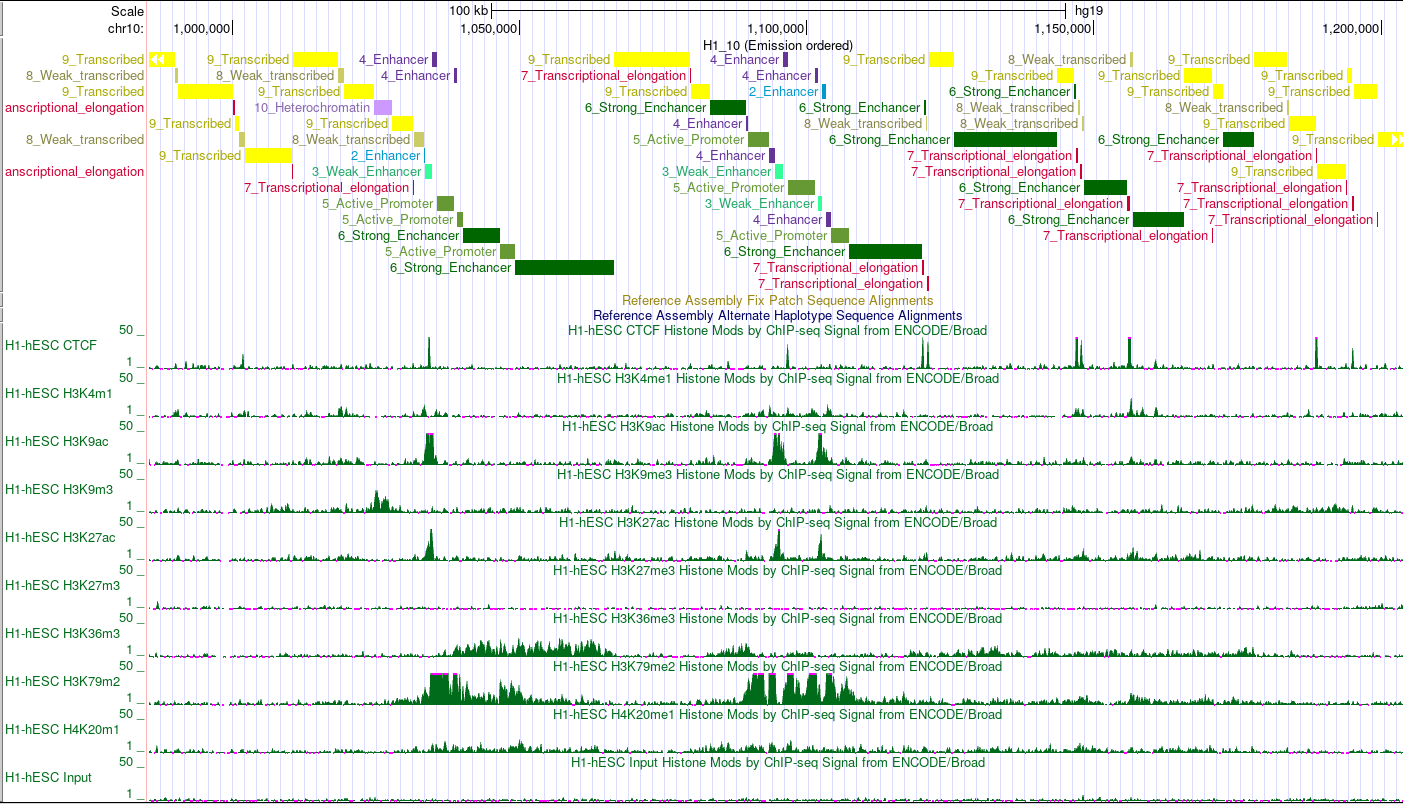 Scale 100 kb hg19
chr10: 1,000,000 1,050,000 1,100,000 1,150,000 1,200,000
H1_10 (Emission ordered)
9_Transcribed 9_Transcribed 4_Enhancer 9_Transcribed 4_Enhancer 9_Transcribed 8_Weak_transcribed 9_Transcribed
8_Weak_transcribed 8_Weak_transcribed 4_Enhancer 7_Transcriptional_elongation 4_Enhancer 9_Transcribed 9_Transcribed 9_Transcribed
9_Transcribed 9_Transcribed 9_Transcribed 2_Enhancer 6_Strong_Enchancer 9_Transcribed 9_Transcribed
anscriptional_elongation 10_Heterochromatin 6_Strong_Enchancer 6_Strong_Enchancer 8_Weak_transcribed 8_Weak_transcribed
9_Transcribed 9_Transcribed 4_Enhancer 8_Weak_transcribed 8_Weak_transcribed 9_Transcribed
8_Weak_transcribed 8_Weak_transcribed 5_Active_Promoter 6_Strong_Enchancer 6_Strong_Enchancer 9_Transcribed
9_Transcribed 2_Enhancer 4_Enhancer 7_Transcriptional_elongation 7_Transcriptional_elongation
anscriptional_elongation 3_Weak_Enhancer 3_Weak_Enhancer 7_Transcriptional_elongation 9_Transcribed
7_Transcriptional_elongation 5_Active_Promoter 6_Strong_Enchancer 7_Transcriptional_elongation
5_Active_Promoter 3_Weak_Enhancer 7_Transcriptional_elongation 7_Transcriptional_elongation
5_Active_Promoter 4_Enhancer 6_Strong_Enchancer 7_Transcriptional_elongation
6_Strong_Enchancer 5_Active_Promoter 7_Transcriptional_elongation
5_Active_Promoter 6_Strong_Enchancer
6_Strong_Enchancer 7_Transcriptional_elongation
7_Transcriptional_elongation
Reference Assembly Fix Patch Sequence Alignments
Reference Assembly Alternate Haplotype Sequence Alignments
50 _ H1-hESC CTCF Histone Mods by ChIP-seq Signal from ENCODE/Broad
H1-hESC CTCF
1 _
50 _ H1-hESC H3K4me1 Histone Mods by ChIP-seq Signal from ENCODE/Broad
H1-hESC H3K4m1
1 _
50 _ H1-hESC H3K9ac Histone Mods by ChIP-seq Signal from ENCODE/Broad
H1-hESC H3K9ac
1 _
50 _ H1-hESC H3K9me3 Histone Mods by ChIP-seq Signal from ENCODE/Broad
H1-hESC H3K9m3
1 _
50 _ H1-hESC H3K27ac Histone Mods by ChIP-seq Signal from ENCODE/Broad
H1-hESC H3K27ac
1 _
50 _ H1-hESC H3K27me3 Histone Mods by ChIP-seq Signal from ENCODE/Broad
H1-hESC H3K27m3
1 _
50 _ H1-hESC H3K36me3 Histone Mods by ChIP-seq Signal from ENCODE/Broad
H1-hESC H3K36m3
1 _
50 _ H1-hESC H3K79me2 Histone Mods by ChIP-seq Signal from ENCODE/Broad
H1-hESC H3K79m2
1 _
50 _ H1-hESC H4K20me1 Histone Mods by ChIP-seq Signal from ENCODE/Broad
H1-hESC H4K20m1
1 _
50 _ H1-hESC Input Histone Mods by ChIP-seq Signal from ENCODE/Broad
H1-hESC Input
1 _